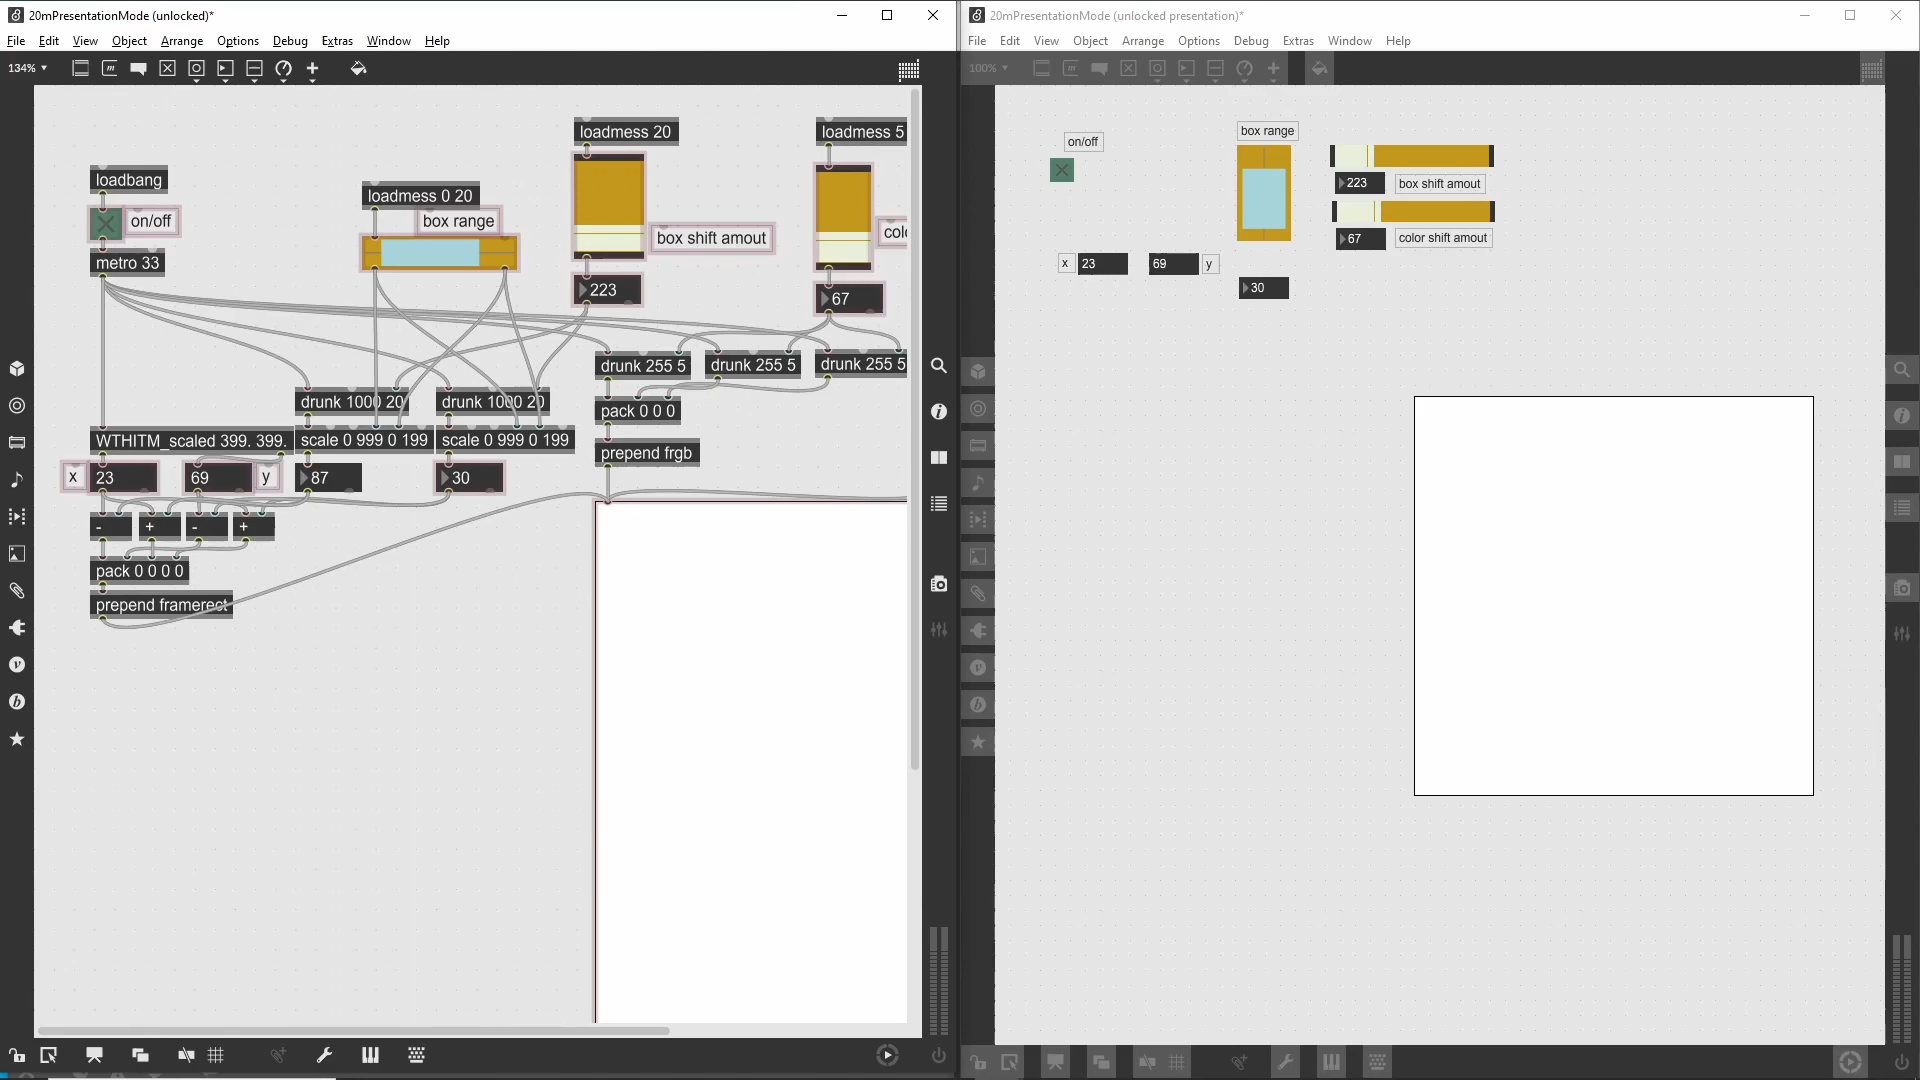 20mPresentationMode (unlocked)*
File Edit View Object Arrange Options Debug Extras Window Help
134%
loadmess 20
loadmess 5
loadbang
loadmess 0 20
on/off
box range
box shift amout
metro 33
223
67
drunk 255 5
drunk 255 5
drunk 255 5
drunk 1000 20
drunk 1000 20
pack 0 0 0
WTHITM_scaled 399. 399.
scale 0 999 0 199
scale 0 999 0 199
prepend frgb
x
23
69
y
87
30
-
+
-
+
pack 0 0 0 0
prepend framerect
20mPresentationMode (unlocked presentation)*
File Edit View Object Arrange Options Debug Extras Window Help
100%
on/off
box range
223
box shift amout
67
color shift amout
x
23
69
y
30